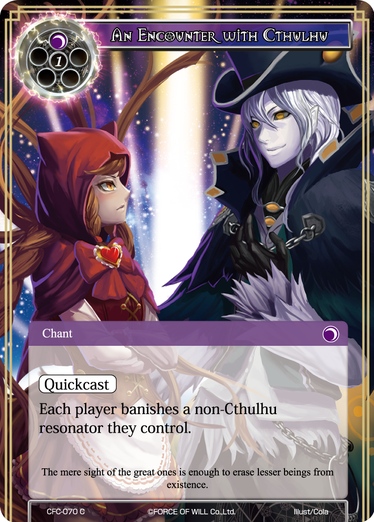 An Encounter with Cthulhu
1
Chant
Quickcast
Each player banishes a non-Cthulhu
resonator they control.
The mere sight of the great ones is enough to erase lesser beings from
existence.
CFC-070 C ©FORCE OF WILL Co.,Ltd. Illust/Cola